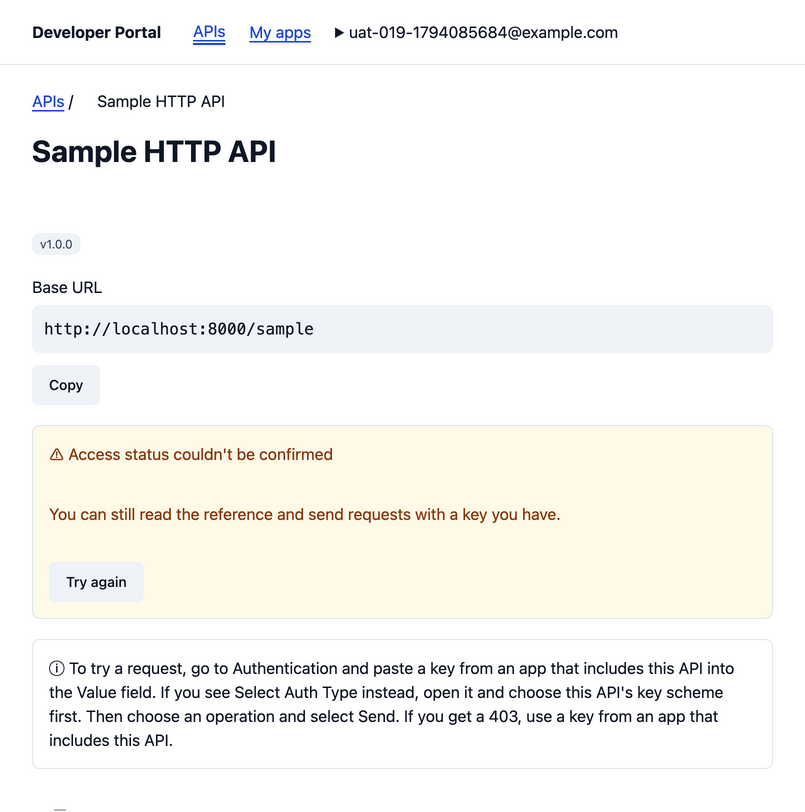 Developer Portal APIs My apps ▶ uat-019-1794085684@example.com
APIs / Sample HTTP API
Sample HTTP API
v1.0.0
Base URL
http://localhost:8000/sample
Copy
⚠ Access status couldn't be confirmed
You can still read the reference and send requests with a key you have.
Try again
ⓘ To try a request, go to Authentication and paste a key from an app that includes this API into
the Value field. If you see Select Auth Type instead, open it and choose this API's key scheme
first. Then choose an operation and select Send. If you get a 403, use a key from an app that
includes this API.